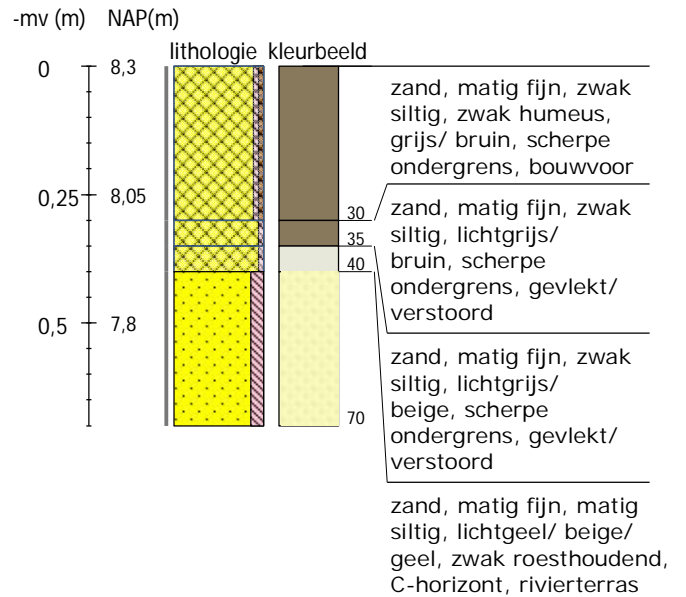 -mv (m) NAP(m)
lithologie kleurbeeld
0 8,3
zand, matig fijn, zwak
siltig, zwak humeus,
grijs/ bruin, scherpe
ondergrens, bouwvoor
0,25 8,05
30
zand, matig fijn, zwak
siltig, lichtgrijs/
bruin, scherpe
ondergrens, gevlekt/
verstoord
35
40
0,5 7,8
zand, matig fijn, zwak
siltig, lichtgrijs/
beige, scherpe
ondergrens, gevlekt/
verstoord
70
zand, matig fijn, matig
siltig, lichtgeel/ beige/
geel, zwak roesthoudend,
C-horizont, rivierterras